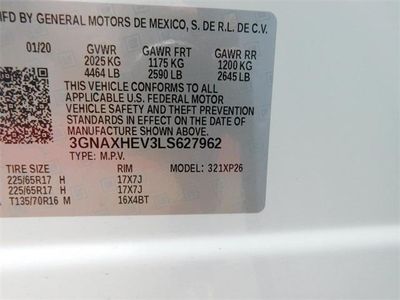 BY GENERAL MOTORS DE MEXICO, S. DE R.L. DE C.V.
01/20 GVWR GAWR FRT GAWR RR
2025 KG 1175 KG 1200 KG
4464 LB 2590 LB 2645 LB
THIS VEHICLE CONFORMS TO ALL APPLICABLE
U.S. FEDERAL MOTOR
VEHICLE SAFETY AND THEFT PREVENTION
STANDARDS IN EFFECT ON THE DATE OF
MANUFACTURE SHOWN ABOVE.
3GNAXHEV3LS627962
TYPE: M.P.V. MODEL: 321XP26
TIRE SIZE RIM
225/65R17 H 17X7J
225/65R17 H 17X7J
T135/70R16 M 16X4BT